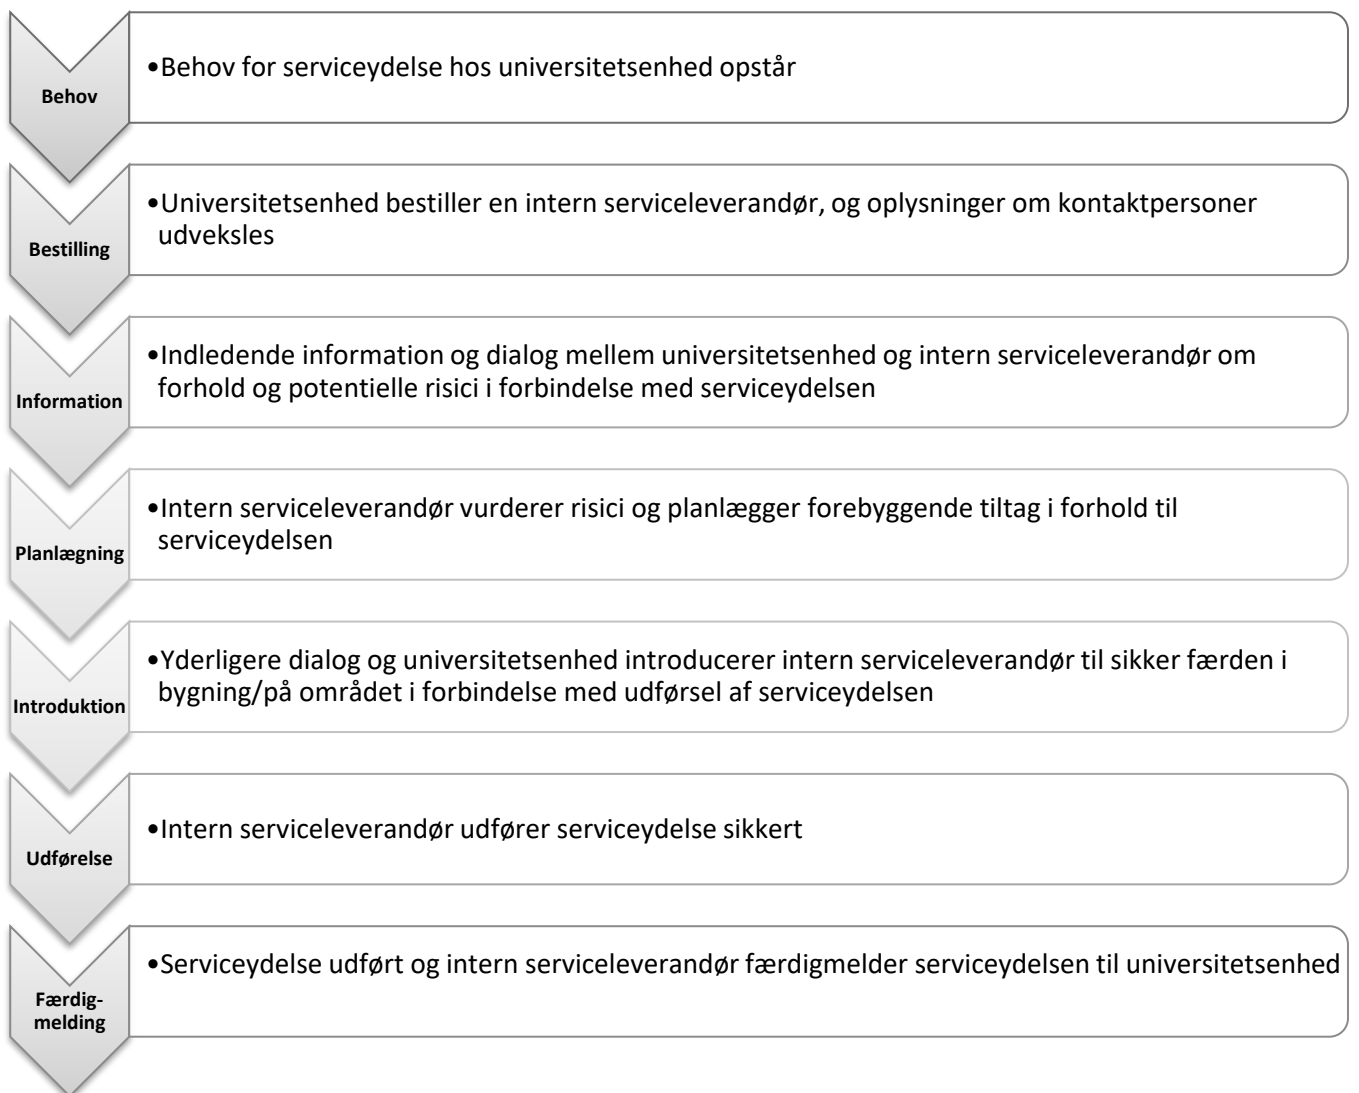 Behov
•Behov for serviceydelse hos universitetsenhed opstår
Bestilling
•Universitetsenhed bestiller en intern serviceleverandør, og oplysninger om kontaktpersoner
udveksles
Information
•Indledende information og dialog mellem universitetsenhed og intern serviceleverandør om
forhold og potentielle risici i forbindelse med serviceydelsen
Planlægning
•Intern serviceleverandør vurderer risici og planlægger forebyggende tiltag i forhold til
serviceydelsen
Introduktion
•Yderligere dialog og universitetsenhed introducerer intern serviceleverandør til sikker færden i
bygning/på området i forbindelse med udførsel af serviceydelsen
Udførelse
•Intern serviceleverandør udfører serviceydelse sikkert
Færdig-
melding
•Serviceydelse udført og intern serviceleverandør færdigmelder serviceydelsen til universitetsenhed